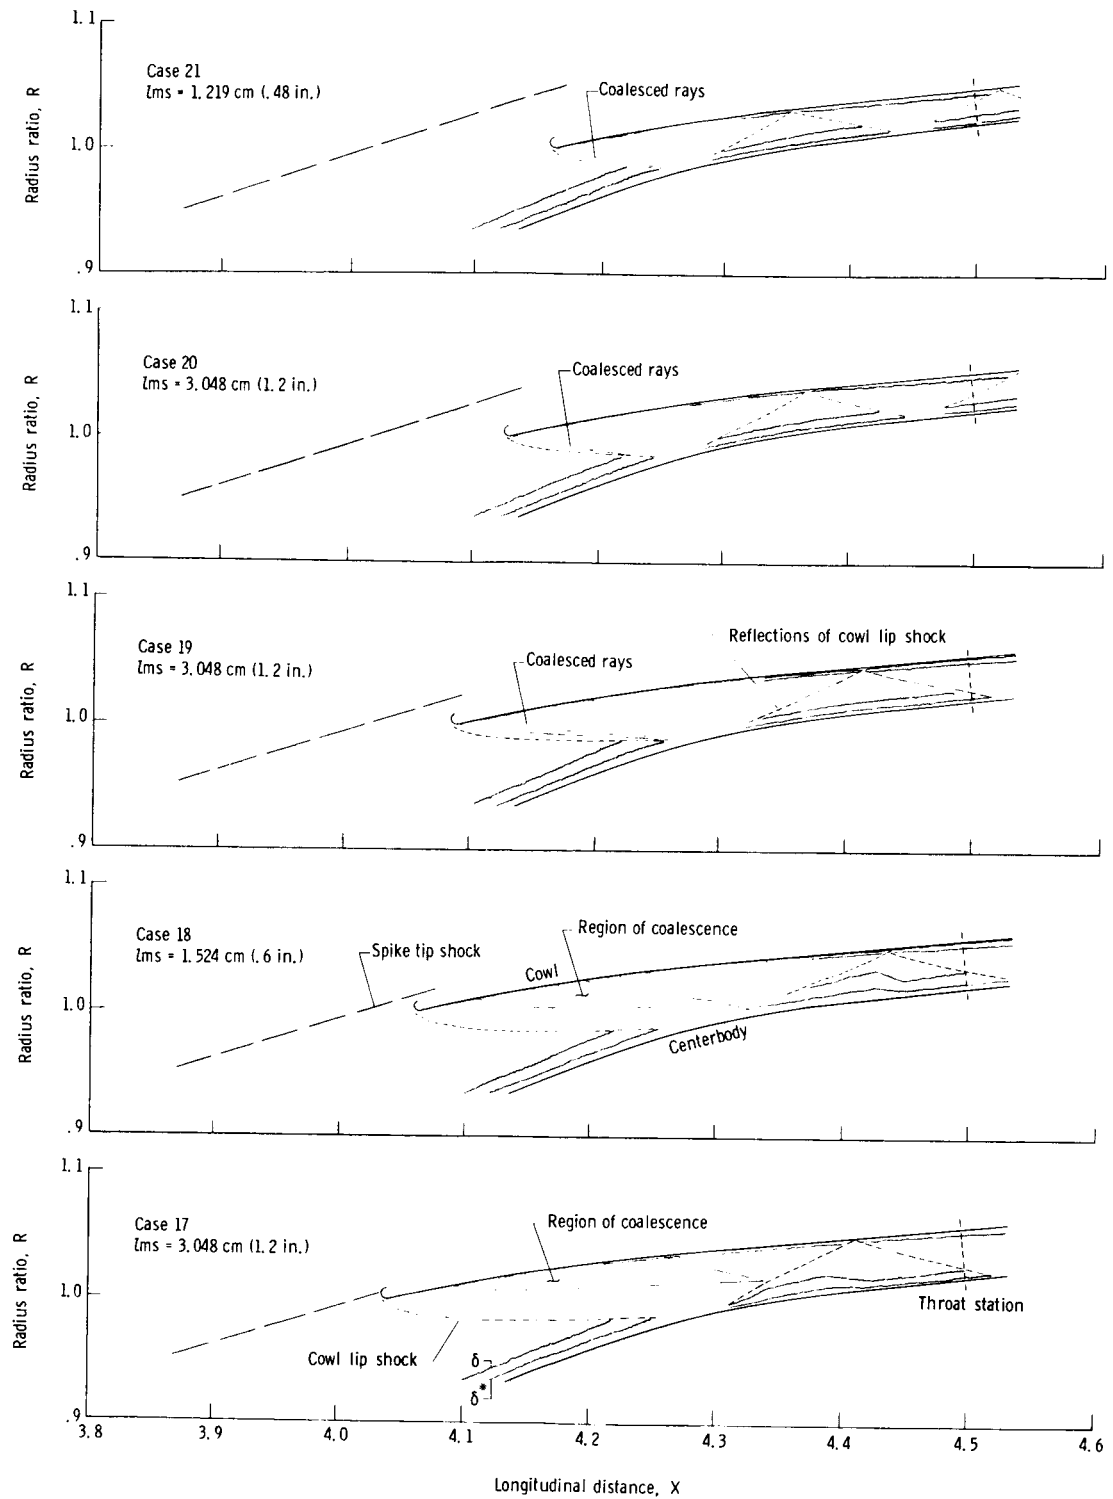 1.1
Case 21
lms = 1.219 cm (.48 in.)
Coalesced rays
Radius ratio, R
1.0
.9
1.1
Case 20
lms = 3.048 cm (1.2 in.)
Coalesced rays
Radius ratio, R
1.0
.9
1.1
Case 19
lms = 3.048 cm (1.2 in.)
Reflections of cowl lip shock
Coalesced rays
Radius ratio, R
1.0
.9
1.1
Case 18
lms = 1.524 cm (.6 in.)
Spike tip shock
Region of coalescence
Cowl
Radius ratio, R
1.0
Centerbody
.9
1.1
Case 17
lms = 3.048 cm (1.2 in.)
Region of coalescence
Radius ratio, R
1.0
Throat station
Cowl lip shock
δ
δ*
.9
3.8 3.9 4.0 4.1 4.2 4.3 4.4 4.5 4.6
Longitudinal distance, X